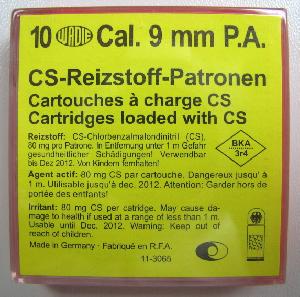 10 WADIE Cal. 9 mm P.A.
CS-Reizstoff-Patronen
Cartouches à charge CS
Cartridges loaded with CS
Reizstoff: CS-Chlorbenzalmalondinitril (CS),
80 mg pro Patrone. In Entfernung unter 1 m Gefahr
gesundheitlicher Schädigungen! Verwendbar
bis Dez 2012. Von Kindern fernhalten!
BKA
3r4
Agent actif: 80 mg CS par cartouche. Dangereux jusqu' à
1 m. Utilisable jusqu'à dec. 2012. Attention: Garder hors de
portée des enfants!
Irritant: 80 mg CS per catridge. May cause da-
mage to health if used at a range of less than 1 m.
Usable until Dec. 2012. Warning: Keep out
of reach of children.
Made in Germany · Fabriqué en R.F.A.
11-3065